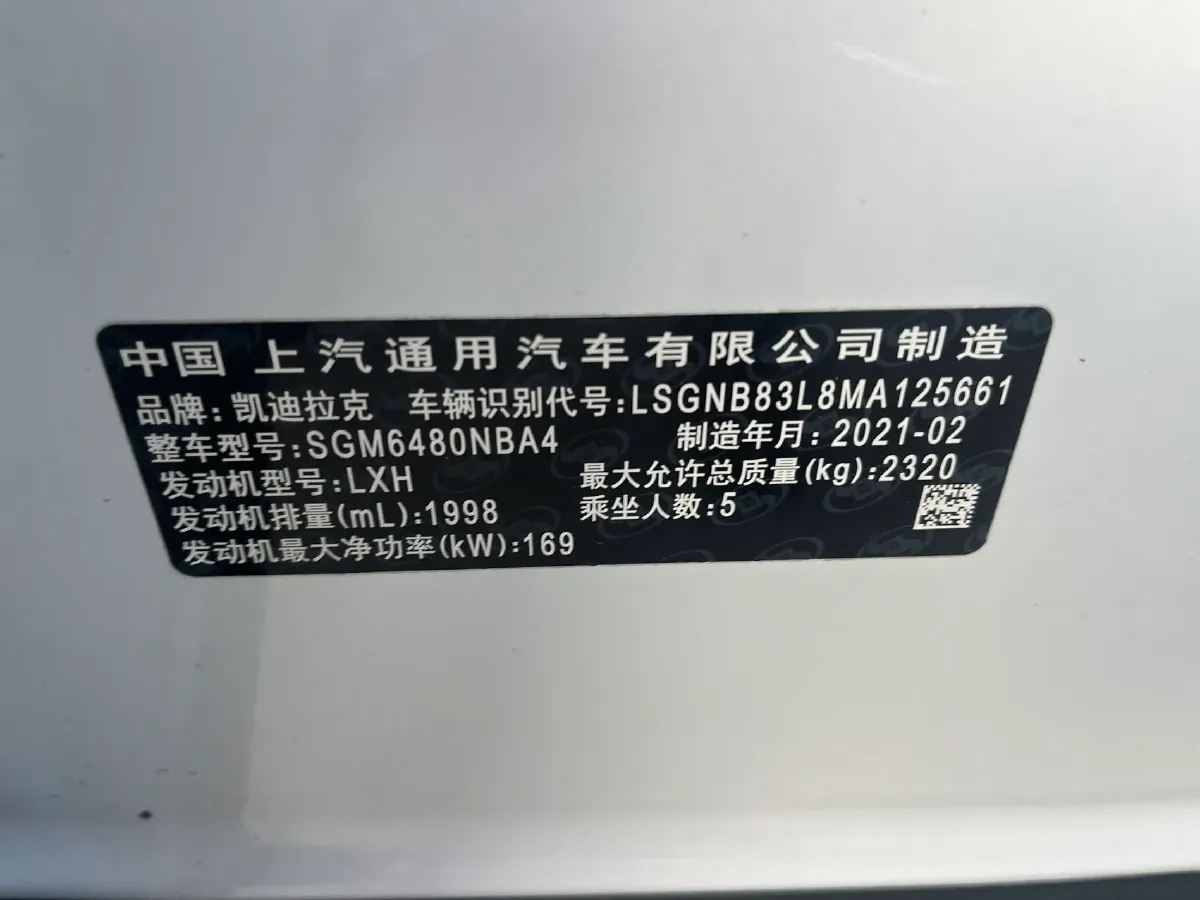 中国 上汽通用汽车有限公司制造
品牌: 凯迪拉克 车辆识别代号:LSGNB83L8MA125661
整车型号:SGM6480NBA4 制造年月: 2021-02
发动机型号:LXH 最大允许总质量(kg):2320
发动机排量(mL):1998 乘坐人数:5
发动机最大净功率(kW):169